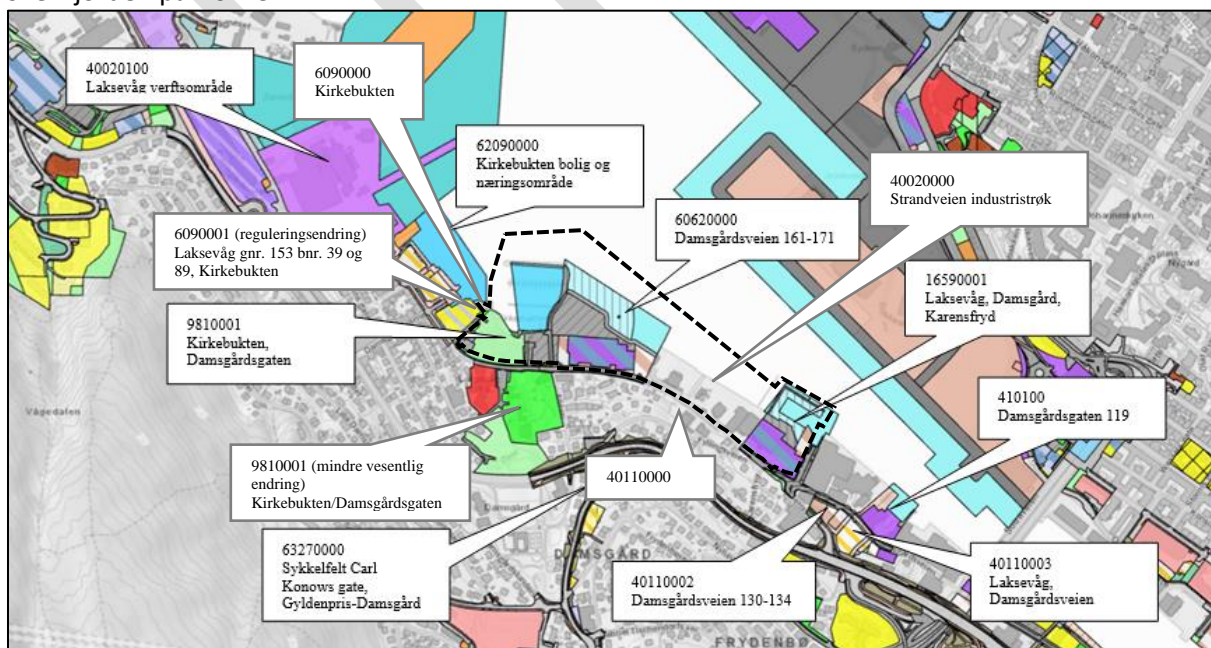 40020100
Laksevåg verftsområde
6090000
Kirkebukten
62090000
Kirkebukten bolig og
næringsområde
40020000
Strandveien industristrøk
60620000
Damsgårdsveien 161-171
6090001 (reguleringsendring)
Laksevåg gnr. 153 bnr. 39 og
89, Kirkebukten
16590001
Laksevåg, Damsgård,
Karensfryd
9810001
Kirkebukten,
Damsgårdsgaten
410100
Damsgårdsgaten 119
Vågedalen
9810001 (mindre vesentlig
endring)
Kirkebukten/Damsgårdsgaten
40110000
63270000
Sykkelfelt Carl
Konows gate,
Gyldenpris-Damsgård
DAMSGÅRD
40110002
Damsgårdsveien 130-134
40110003
Laksevåg,
Damsgårdsveien
FRYDENBØ